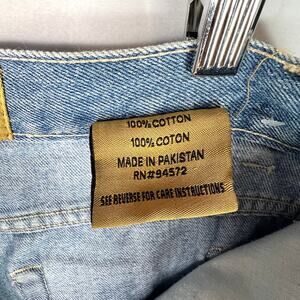 100% COTTON
100% COTON
MADE IN PAKISTAN
RN#94572
SEE REVERSE FOR CARE INSTRUCTIONS